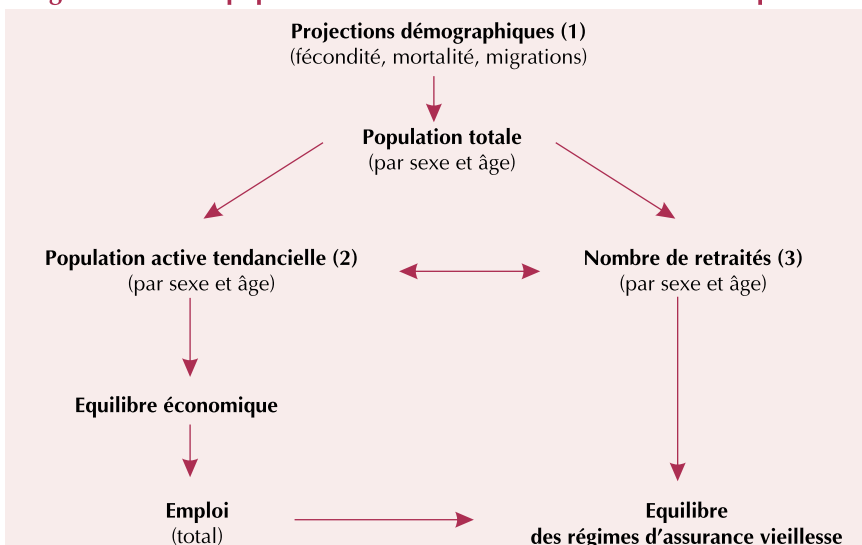 Projections démographiques (1)
(fécondité, mortalité, migrations)
Population totale
(par sexe et âge)
Population active tendancielle (2)
(par sexe et âge)
Nombre de retraités (3)
(par sexe et âge)
Equilibre économique
Emploi
(total)
Equilibre
des régimes d'assurance vieillesse